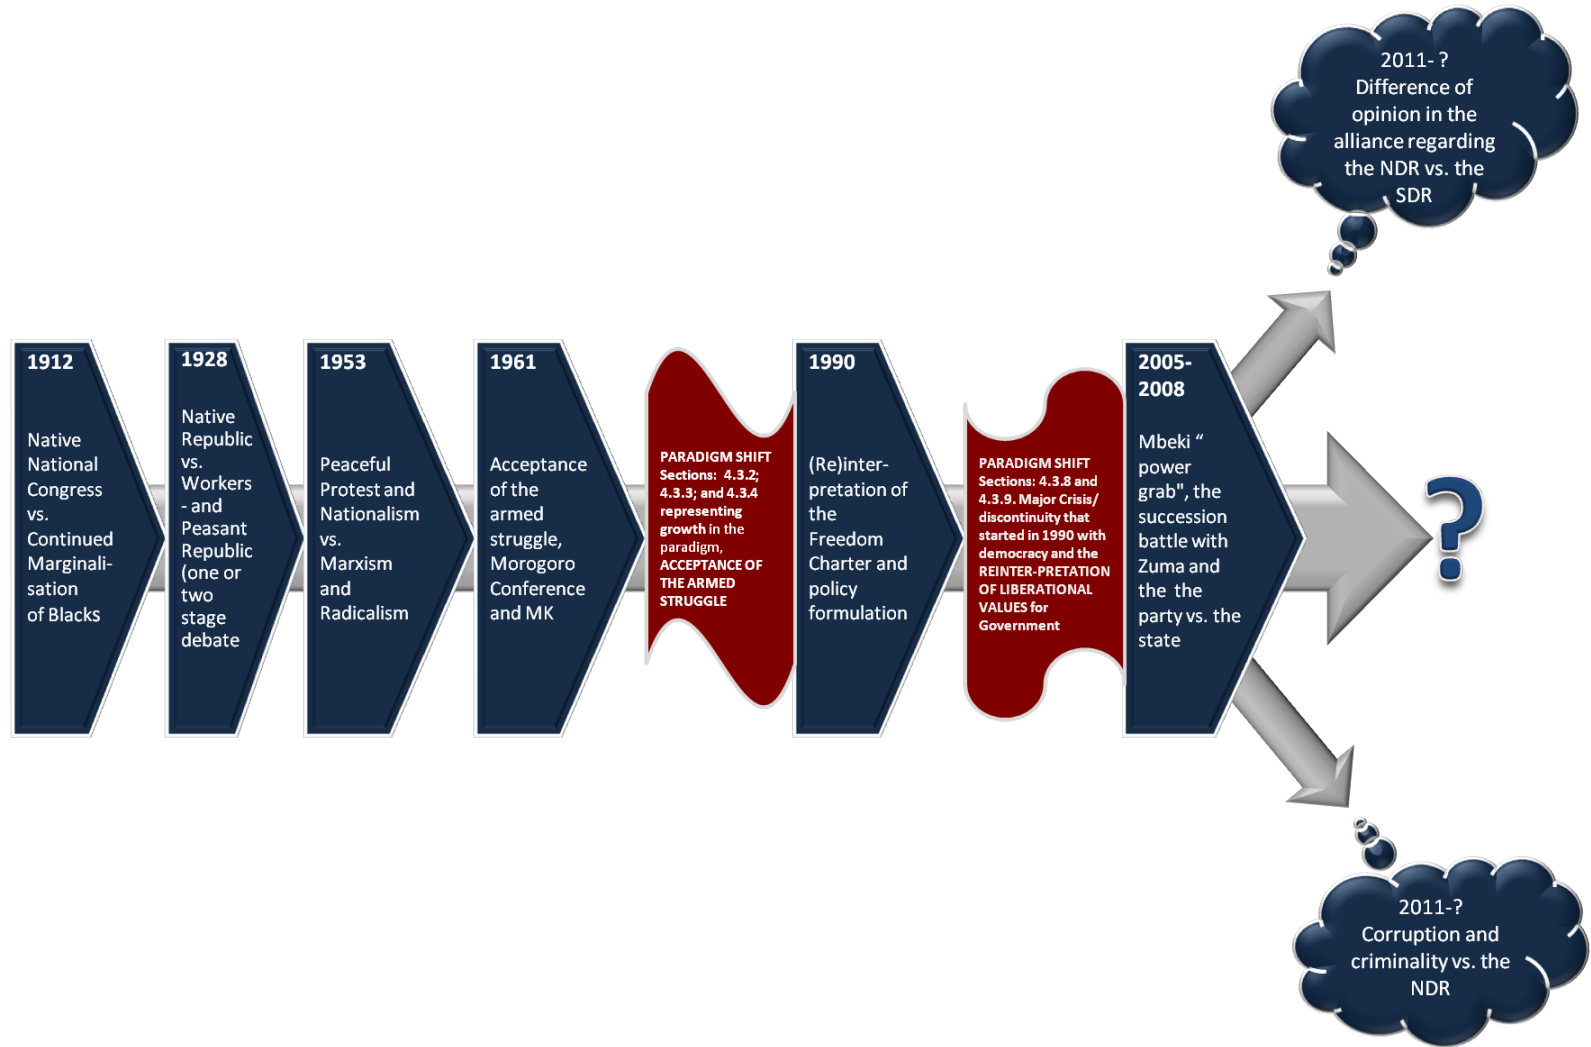 1912
Native
National
Congress
vs.
Continued
Marginali-
sation
of Blacks
1928
Native
Republic
vs.
Workers
- and
Peasant
Republic
(one or
two
stage
debate
1953
Peaceful
Protest and
Nationalism
vs.
Marxism
and
Radicalism
1961
Acceptance
of the
armed
struggle,
Morogoro
Conference
and MK
PARADIGM SHIFT
Sections: 4.3.2;
4.3.3; and 4.3.4
representing
growth in the
paradigm,
ACCEPTANCE OF
THE ARMED
STRUGGLE
1990
(Re)inter-
pretation of
the
Freedom
Charter and
policy
formulation
PARADIGM SHIFT
Sections: 4.3.8 and
4.3.9. Major Crisis/
discontinuity that
started in 1990 with
democracy and the
REINTER-PRETATION
OF LIBERATIONAL
VALUES for
Government
2005-
2008
Mbeki “
power
grab", the
succession
battle with
Zuma and
the the
party vs. the
state
2011- ?
Difference of
opinion in the
alliance regarding
the NDR vs. the
SDR
?
2011-?
Corruption and
criminality vs. the
NDR